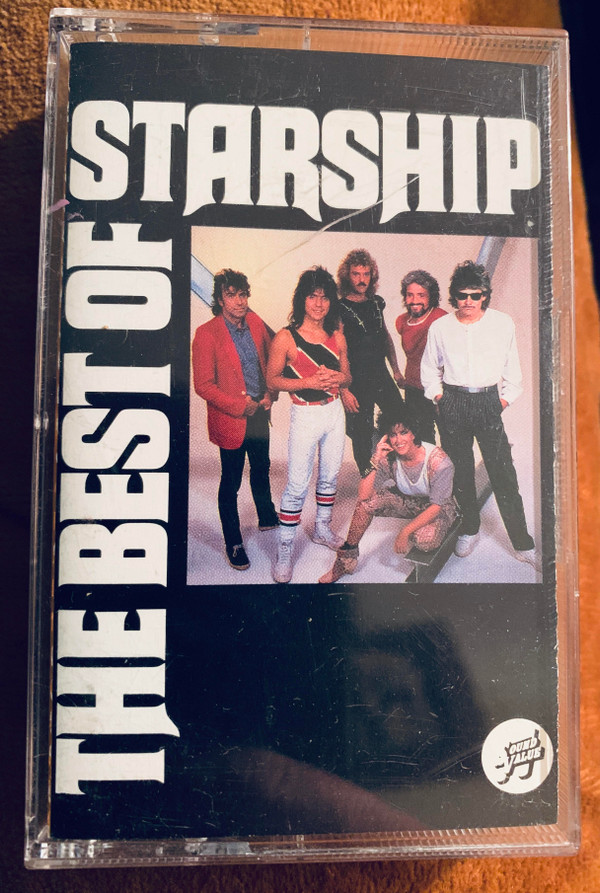 THE BEST OF
STARSHIP
SOUND
VALUE